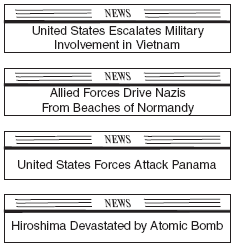 NEWS
United States Escalates Military
Involvement in Vietnam
NEWS
Allied Forces Drive Nazis
From Beaches of Normandy
NEWS
United States Forces Attack Panama
NEWS
Hiroshima Devastated by Atomic Bomb